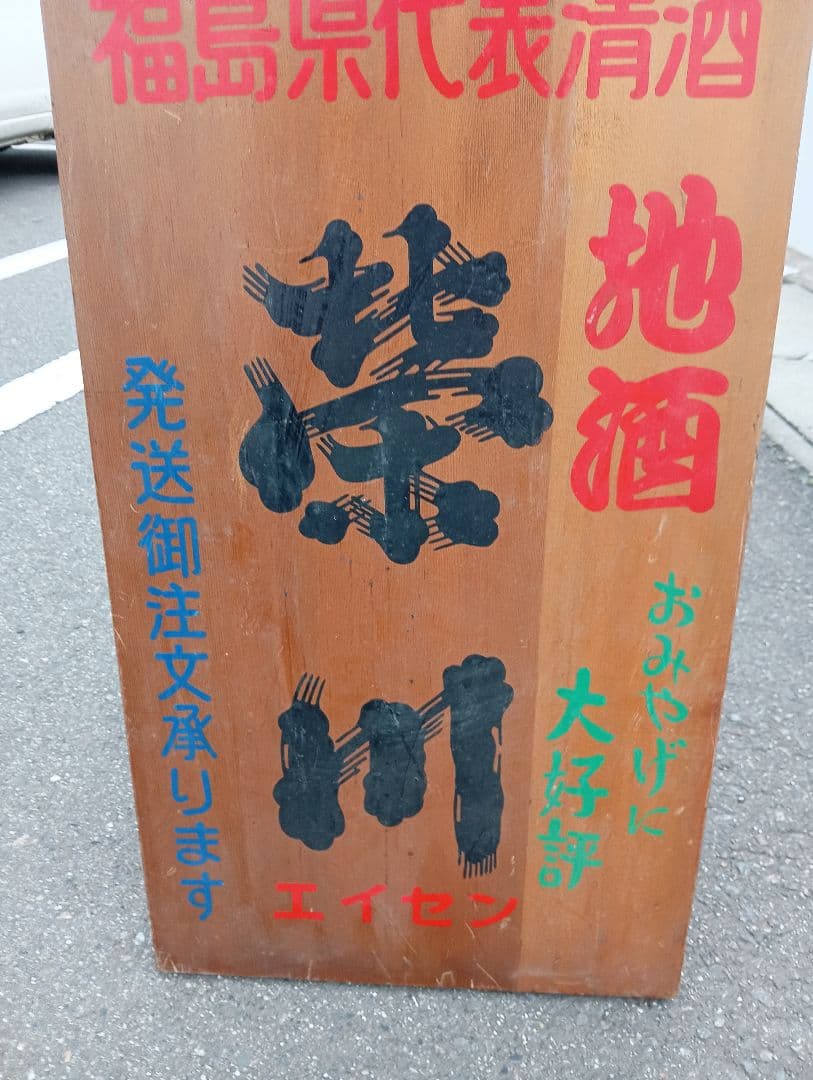 福島県代表清酒
地酒
おみやげに
大好評
栄川
エイセン
発送御注文承ります